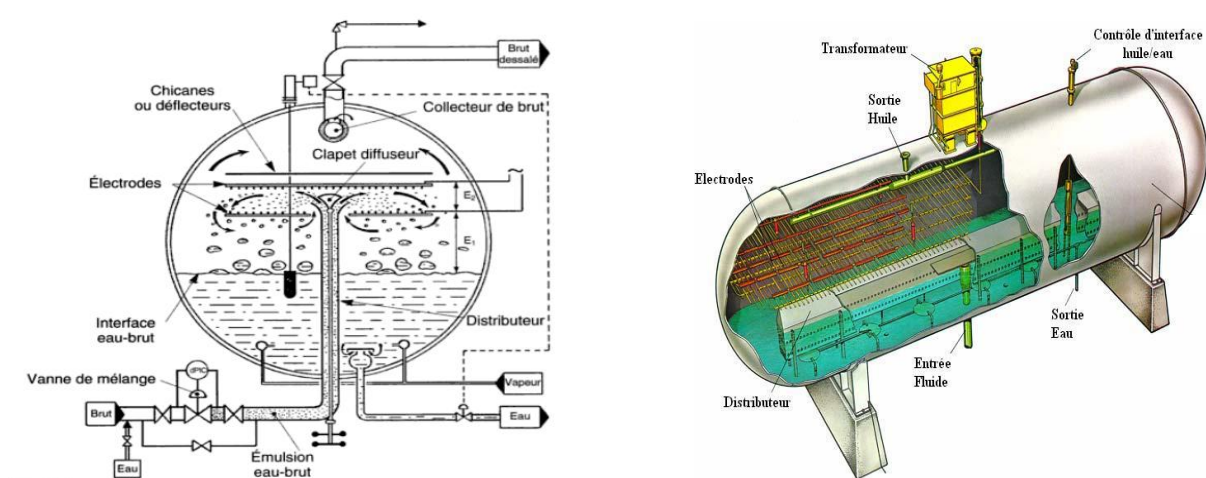 Brut
dessalé
Chicanes
ou déflecteurs
Collecteur de brut
Clapet diffuseur
Électrodes
E₂
E₁
Interface
eau-brut
Distributeur
Vanne de mélange
dPIC
Vapeur
Brut
Eau
Eau
Émulsion
eau-brut
Transformateur
Contrôle d'interface
huile/eau
Sortie
Huile
Electrodes
Sortie
Eau
Entrée
Fluide
Distributeur